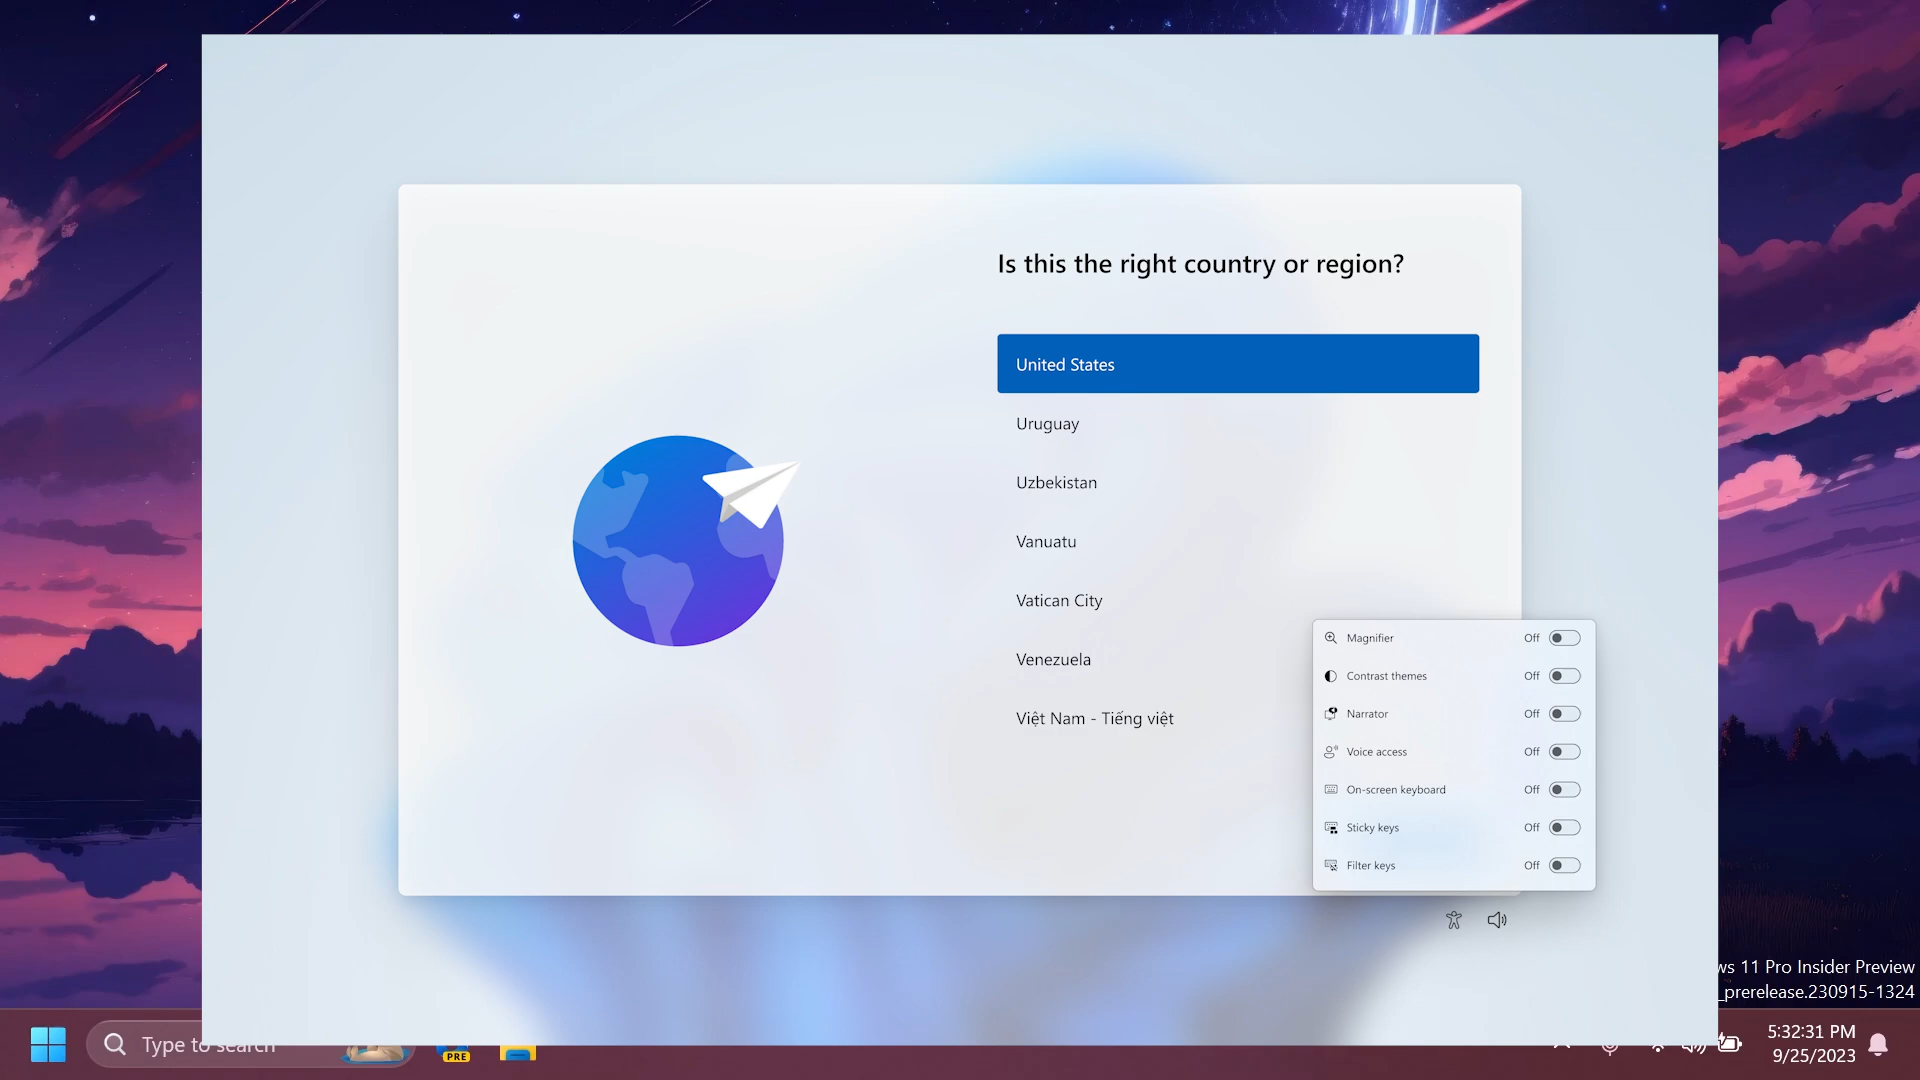 Is this the right country or region?
United States
Uruguay
Uzbekistan
Vanuatu
Vatican City
Venezuela
Việt Nam - Tiếng việt
Magnifier Off
Contrast themes Off
Narrator Off
Voice access Off
On-screen keyboard Off
Sticky keys Off
Filter keys Off
ws 11 Pro Insider Preview
_prerelease.230915-1324
Type to search
PRE
5:32:31 PM
9/25/2023